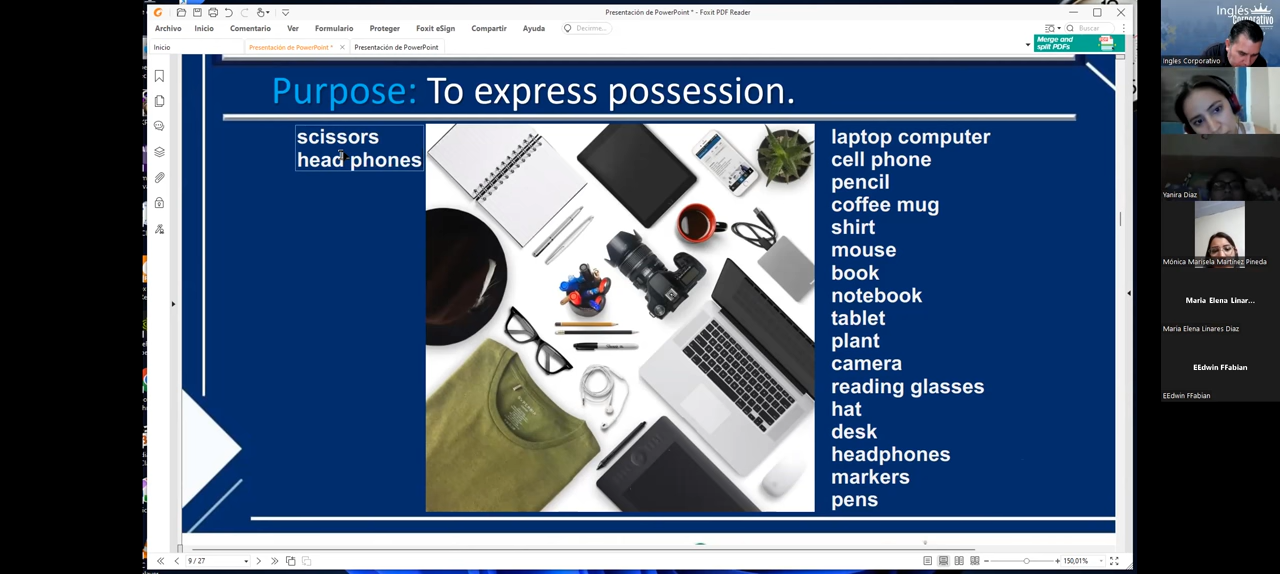 Presentación de PowerPoint * - Foxit PDF Reader
Archivo Inicio Comentario Ver Formulario Proteger Foxit eSign Compartir Ayuda Decirme... Buscar
Inicio Presentación de PowerPoint * Presentación de PowerPoint
Merge and
split PDFs
Purpose: To express possession.
scissors
head phones
laptop computer
cell phone
pencil
coffee mug
shirt
mouse
book
notebook
tablet
plant
camera
reading glasses
hat
desk
headphones
markers
pens
9 / 27
150,01%
Inglés
Corporativo
Ingles Corporativo
Yanira Diaz
Mónica Marisela Martínez Pineda
Maria Elena Linar...
Maria Elena Linares Diaz
EEdwin FFabian
EEdwin FFabian